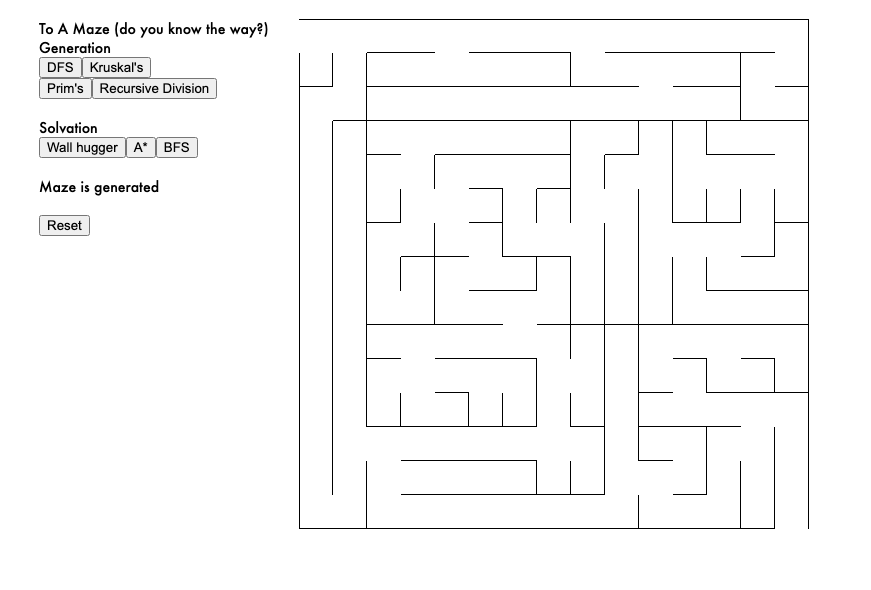 To A Maze (do you know the way?)
Generation
DFS Kruskal's
Prim's Recursive Division
Solvation
Wall hugger A* BFS
Maze is generated
Reset